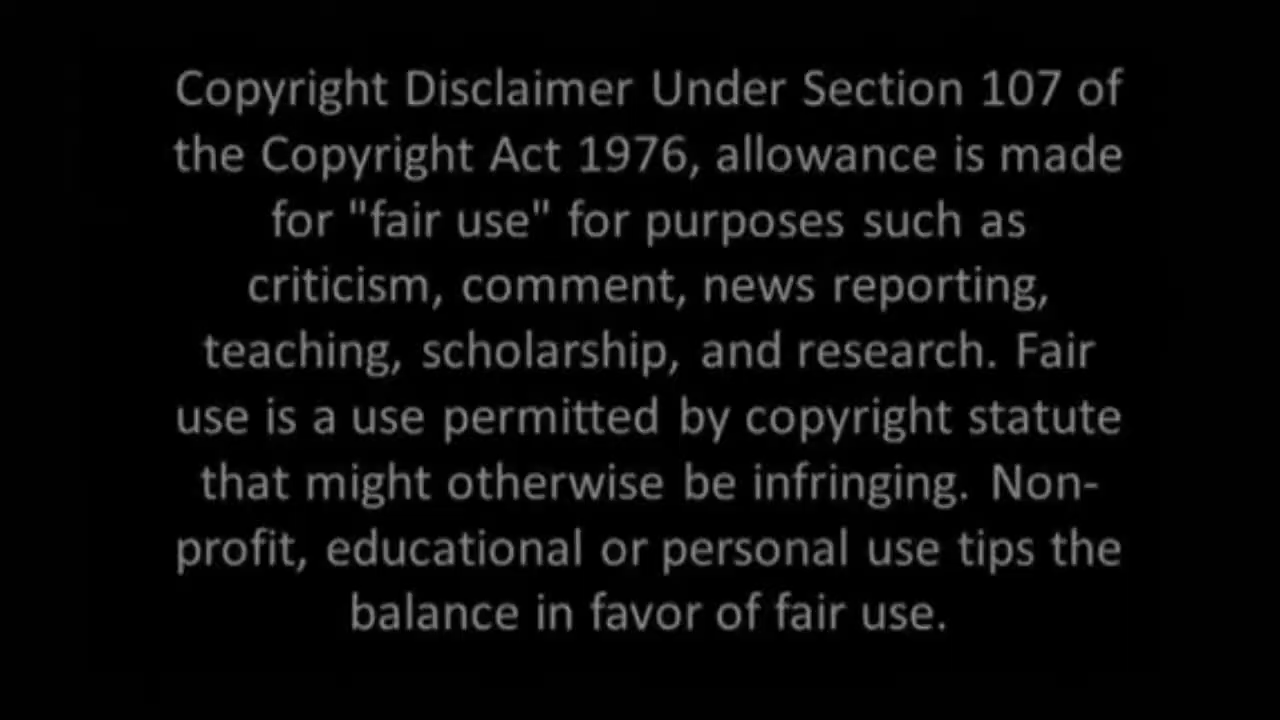 Copyright Disclaimer Under Section 107 of
the Copyright Act 1976, allowance is made
for "fair use" for purposes such as
criticism, comment, news reporting,
teaching, scholarship, and research. Fair
use is a use permitted by copyright statute
that might otherwise be infringing. Non-
profit, educational or personal use tips the
balance in favor of fair use.